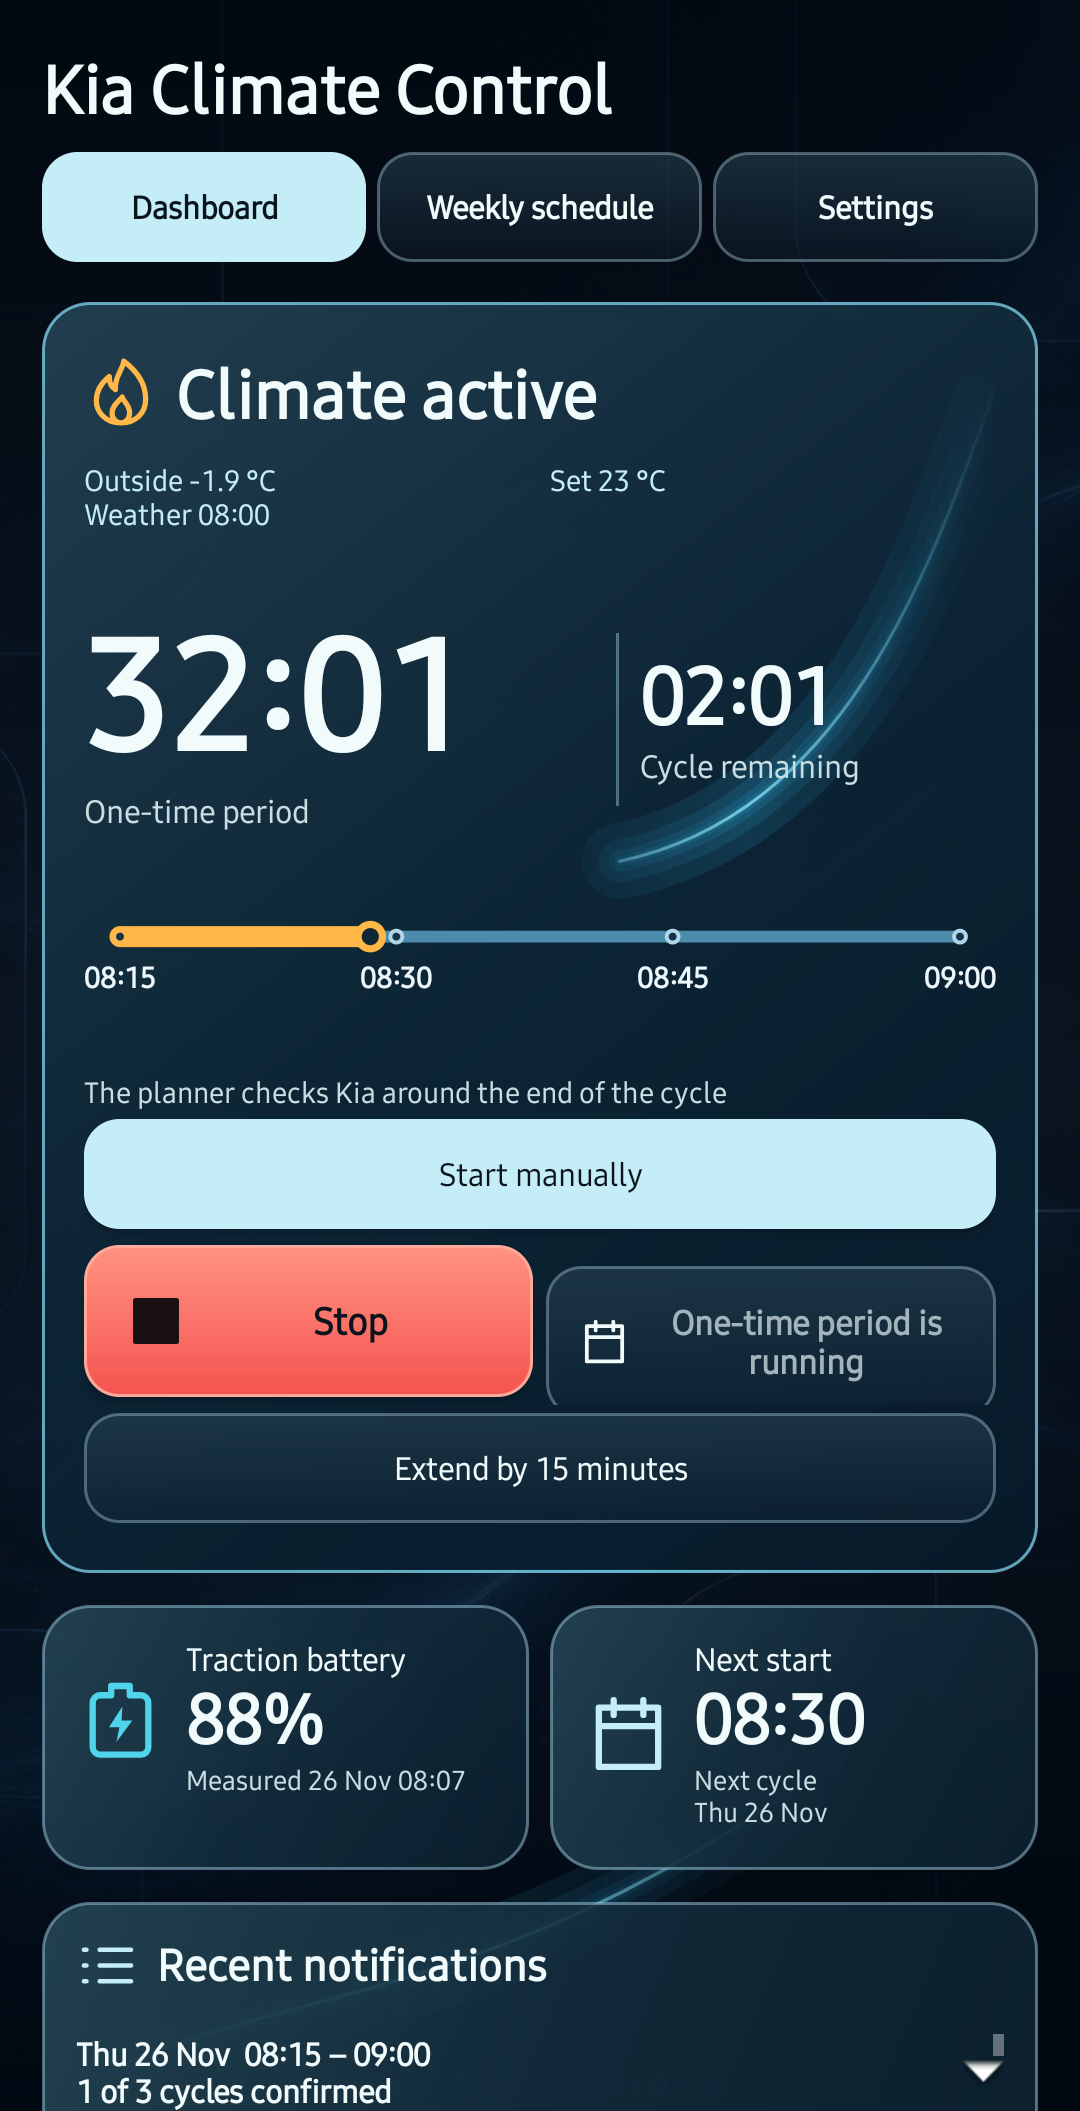 Kia Climate Control
Dashboard
Weekly schedule
Settings
Climate active
Outside -1.9 °C
Weather 08:00
Set 23 °C
32:01
One-time period
02:01
Cycle remaining
08:15
08:30
08:45
09:00
The planner checks Kia around the end of the cycle
Start manually
Stop
One-time period is
running
Extend by 15 minutes
Traction battery
88%
Measured 26 Nov 08:07
Next start
08:30
Next cycle
Thu 26 Nov
Recent notifications
Thu 26 Nov 08:15 – 09:00
1 of 3 cycles confirmed